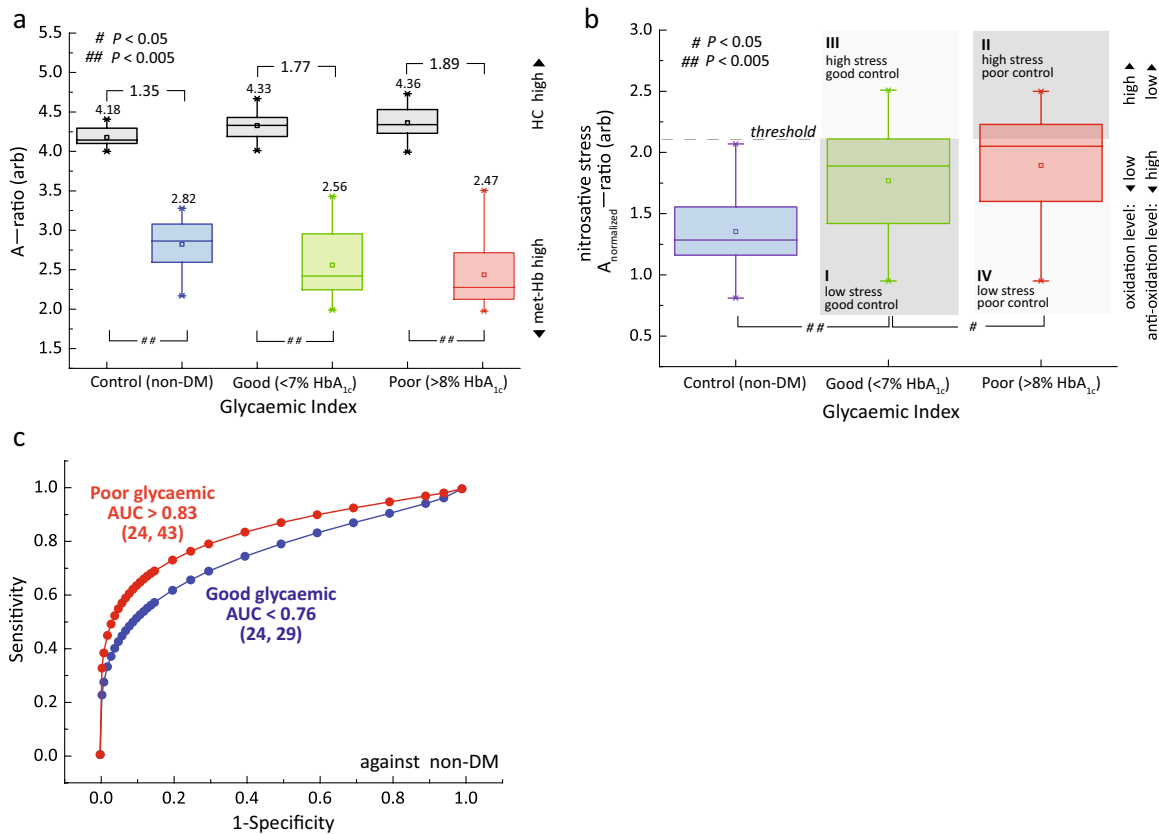 a
# P < 0.05
## P < 0.005
5.5
5.0
4.5
4.0
3.5
3.0
2.5
2.0
1.5
A—ratio (arb)
1.35
1.77
1.89
4.18
4.33
4.36
2.82
2.56
2.47
##
##
##
HC high ▶
◀ met-Hb high
Control (non-DM)
Good (<7% HbA1c)
Poor (>8% HbA1c)
Glycaemic Index
b
# P < 0.05
## P < 0.005
3.0
2.5
2.0
1.5
1.0
0.5
nitrosative stress
Anormalized—ratio (arb)
III
high stress
good control
II
high stress
poor control
threshold
I
low stress
good control
IV
low stress
poor control
##
#
oxidation level: ◀ low high ▶
anti-oxidation level: ◀ high low ▶
Control (non-DM)
Good (<7% HbA1c)
Poor (>8% HbA1c)
Glycaemic Index
c
1.0
0.8
0.6
0.4
0.2
0.0
Sensitivity
Poor glycaemic
AUC > 0.83
(24, 43)
Good glycaemic
AUC < 0.76
(24, 29)
against non-DM
0.0
0.2
0.4
0.6
0.8
1.0
1-Specificity